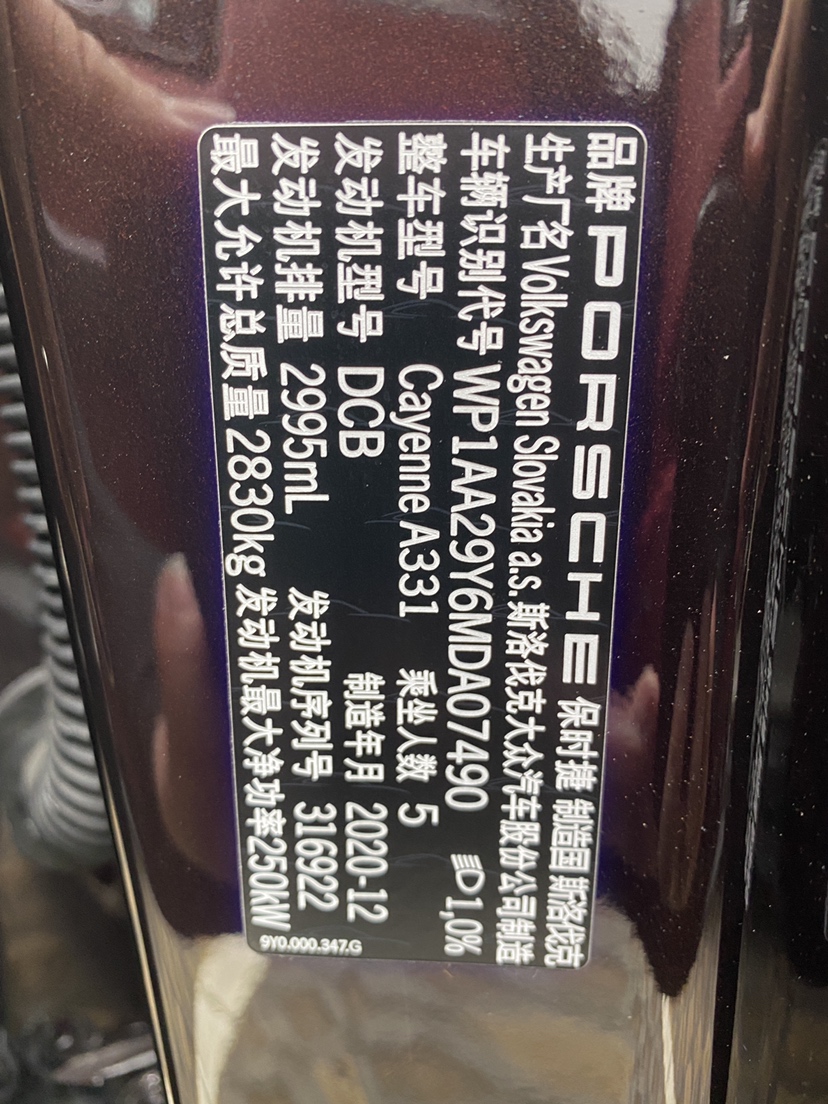 品牌 PORSCHE 保时捷 制造国 斯洛伐克
生产厂名 Volkswagen Slovakia a.s. 斯洛伐克大众汽车股份公司制造
车辆识别代号 WP1AA29Y6MDA07490 1,0%
整车型号 Cayenne A331 乘坐人数 5
发动机型号 DCB 制造年月 2020-12
发动机排量 2995mL 发动机序列号 316922
最大允许总质量 2830kg 发动机最大净功率250kW
9Y0.000.347.G